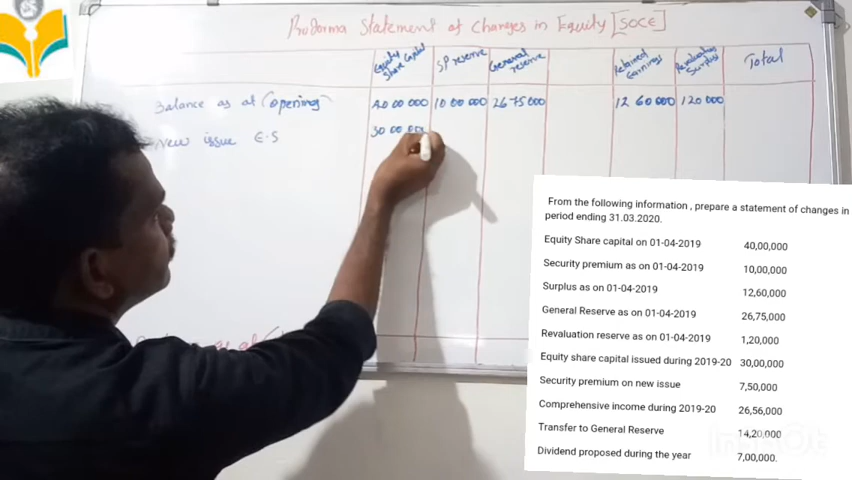 Proforma Statement of Changes in Equity [SOCE]
Equity Share Capital SP reserve General reserve Retained Earnings Revaluation Surplus Total
Balance as at (opening) 40 00 000 10 00 000 26 75 000 12 60 000 120 000
New issue E.S 30 00 000
as at
From the following information , prepare a statement of changes in
period ending 31.03.2020.
Equity Share capital on 01-04-2019 40,00,000
Security premium as on 01-04-2019 10,00,000
Surplus as on 01-04-2019 12,60,000
General Reserve as on 01-04-2019 26,75,000
Revaluation reserve as on 01-04-2019 1,20,000
Equity share capital issued during 2019-20 30,00,000
Security premium on new issue 7,50,000
Comprehensive income during 2019-20 26,56,000
Transfer to General Reserve 14,20,000
Dividend proposed during the year 7,00,000.